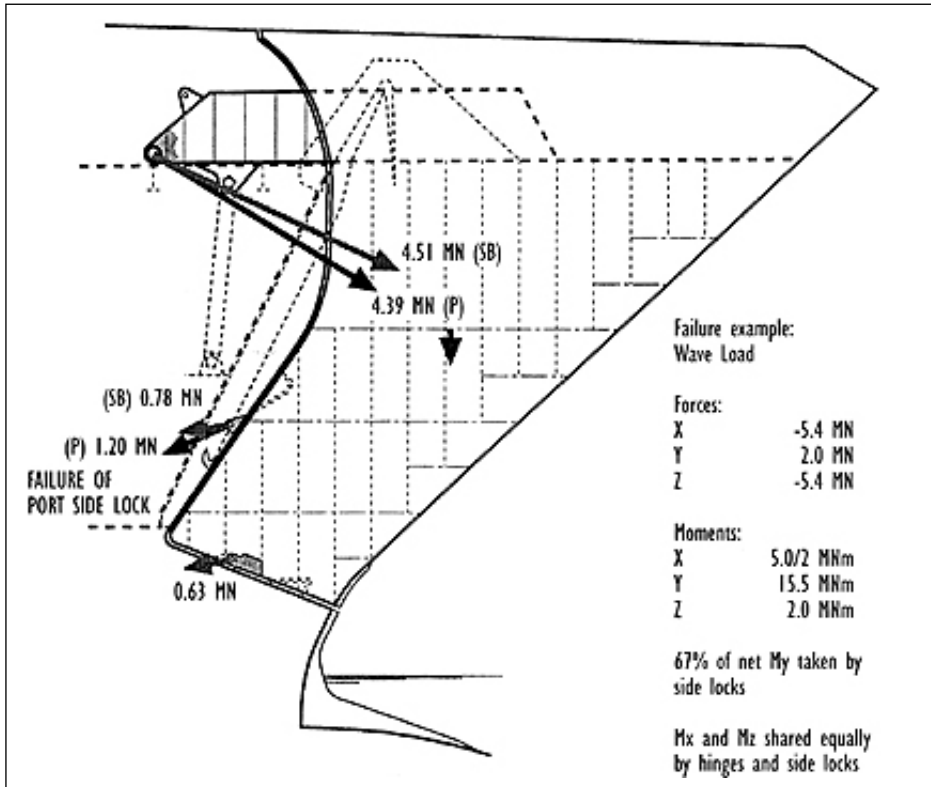 4.51 MN (SB)
4.39 MN (P)
(SB) 0.78 MN
(P) 1.20 MN
FAILURE OF
PORT SIDE LOCK
0.63 MN
Failure example:
Wave Load
Forces:
X -5.4 MN
Y 2.0 MN
Z -5.4 MN
Moments:
X 5.0/2 MNm
Y 15.5 MNm
Z 2.0 MNm
67% of net My taken by
side locks
Mx and Mz shared equally
by hinges and side locks